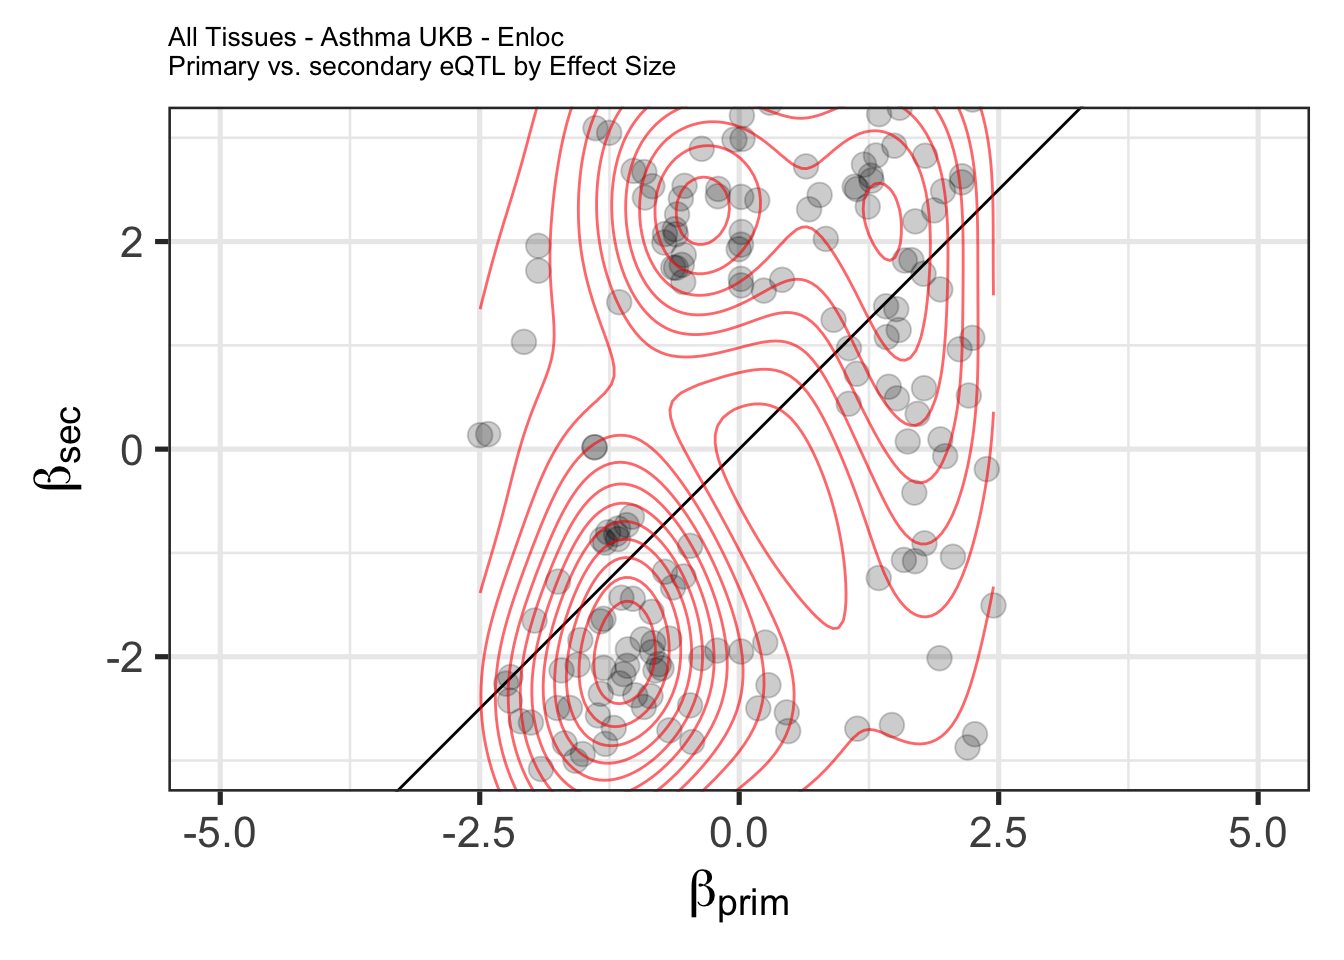 All Tissues - Asthma UKB - Enloc
Primary vs. secondary eQTL by Effect Size
2
0
-2
βsec
-5.0 -2.5 0.0 2.5 5.0
βprim